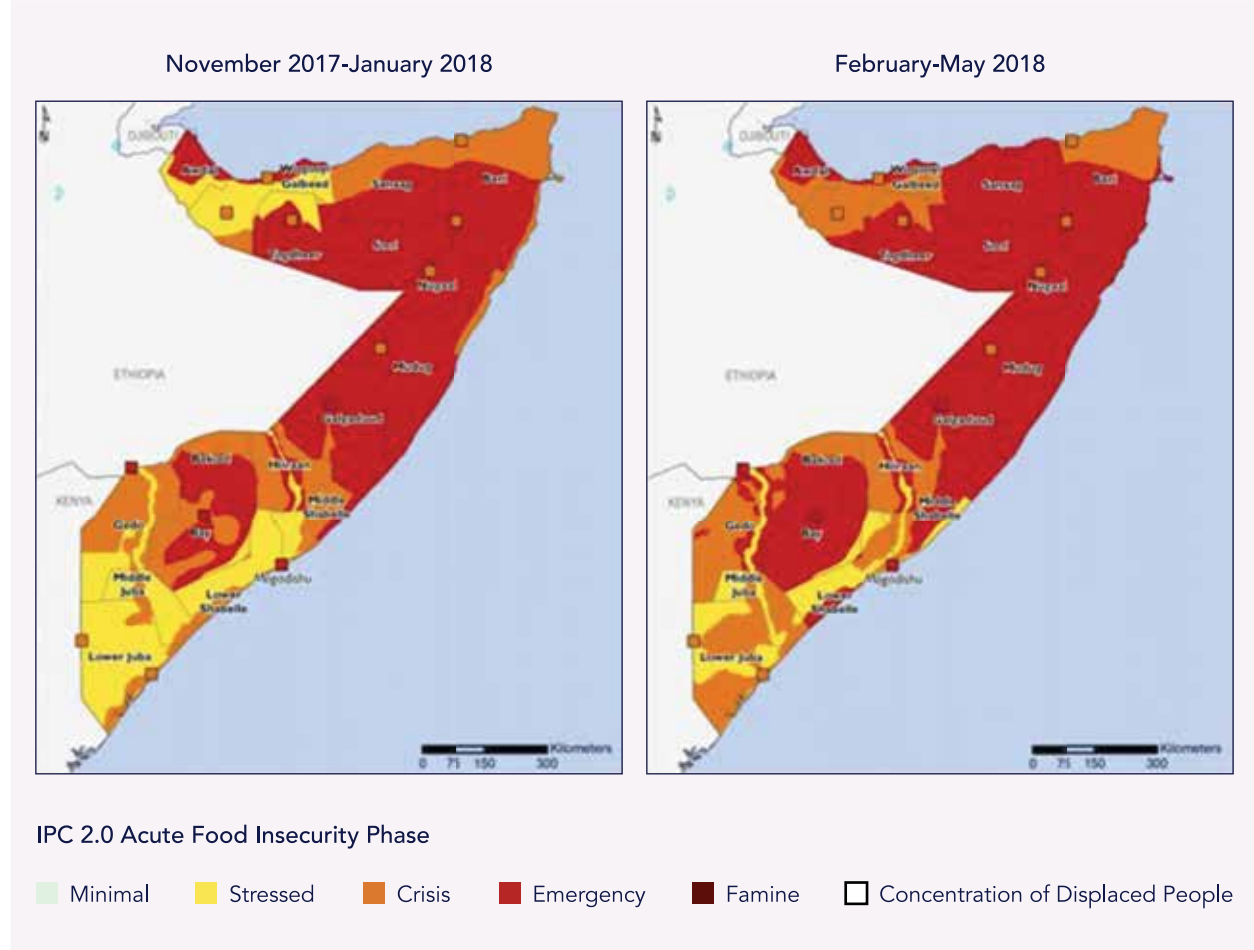 November 2017-January 2018
February-May 2018
DJIBOUTI
Awdal
Woqooyi
Galbeed
Sanaag
Bari
Sool
Togdheer
Nugaal
ETHIOPIA
Mudug
Galgaduud
Bakool
Hiiraan
KENYA
Gedo
Bay
Middle
Shabelle
Middle
Juba
Mogadishu
Lower
Shabelle
Lower Juba
Kilometers
0 75 150 300
DJIBOUTI
Awdal
Woqooyi
Galbeed
Sanaag
Bari
Sool
Togdheer
Nugaal
ETHIOPIA
Mudug
Galgaduud
Bakool
Hiiraan
KENYA
Gedo
Bay
Middle
Shabelle
Middle
Juba
Mogadishu
Lower
Shabelle
Lower Juba
Kilometers
0 75 150 300
IPC 2.0 Acute Food Insecurity Phase
Minimal Stressed Crisis Emergency Famine Concentration of Displaced People